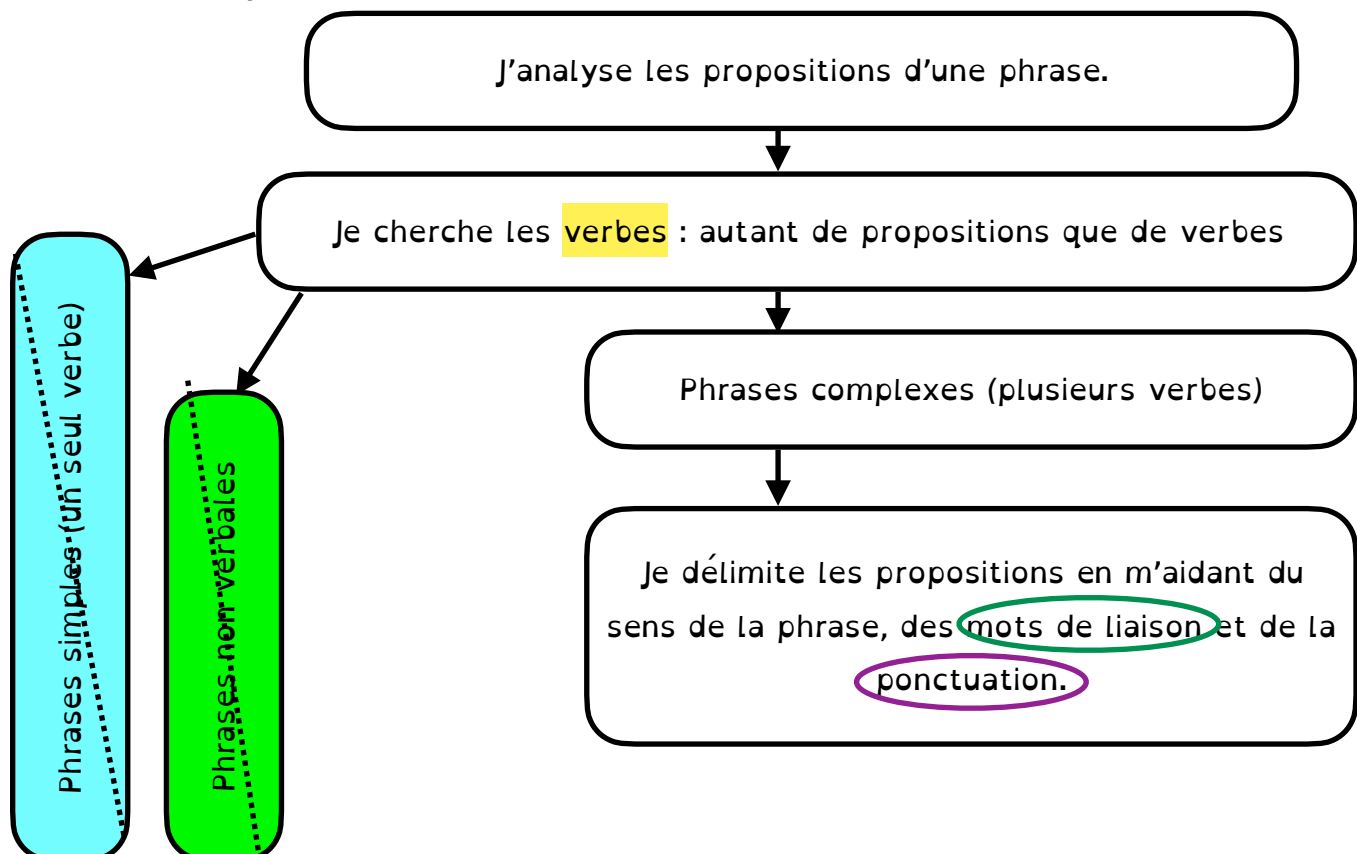 J'analyse les propositions d'une phrase.
Je cherche les verbes : autant de propositions que de verbes
Phrases simples (un seul verbe)
Phrases non verbales
Phrases complexes (plusieurs verbes)
Je délimite les propositions en m'aidant du
sens de la phrase, des mots de liaison et de la
ponctuation.